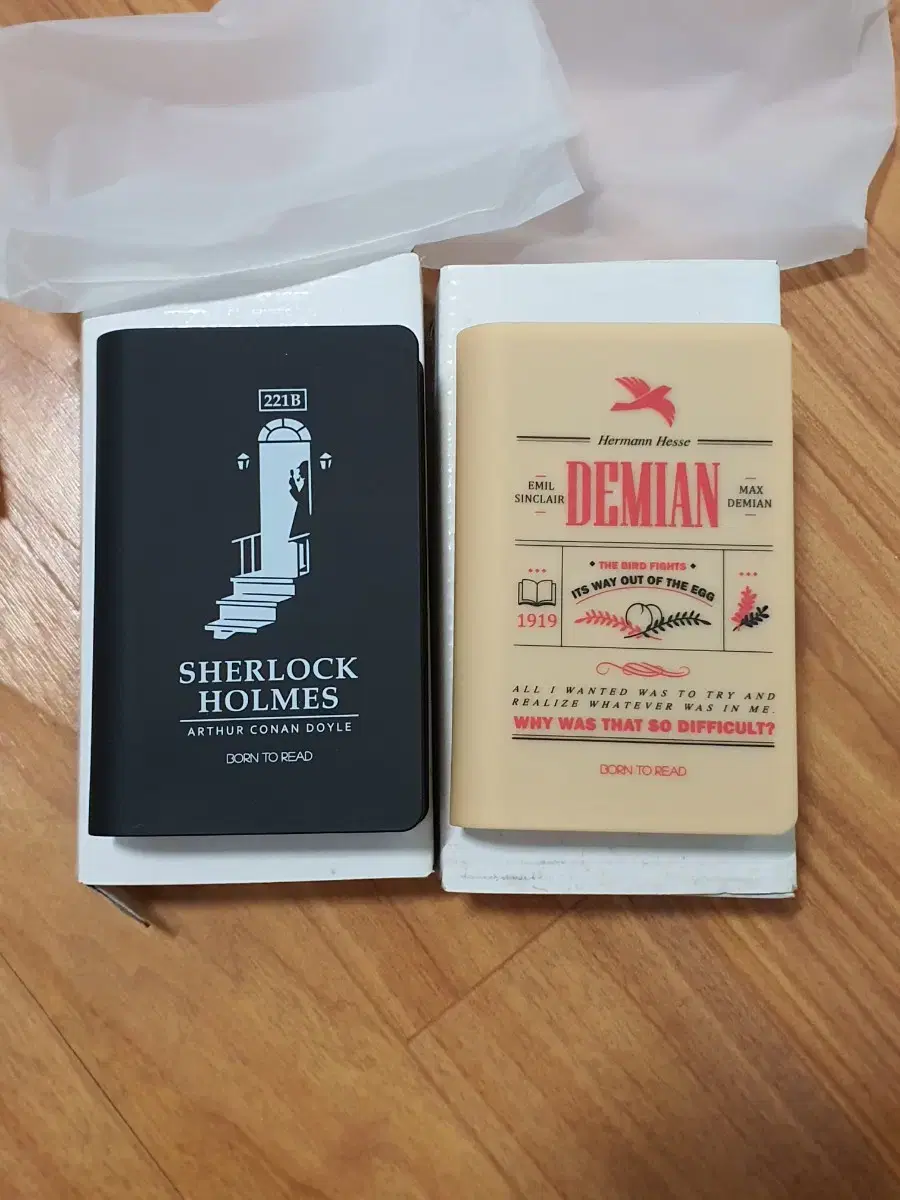 221B
SHERLOCK
HOLMES
ARTHUR CONAN DOYLE
BORN TO READ
Hermann Hesse
EMIL
SINCLAIR
DEMIAN
MAX
DEMIAN
THE BIRD FIGHTS
ITS WAY OUT OF THE EGG
1919
ALL I WANTED WAS TO TRY AND
REALIZE WHATEVER WAS IN ME.
WHY WAS THAT SO DIFFICULT?
BORN TO READ